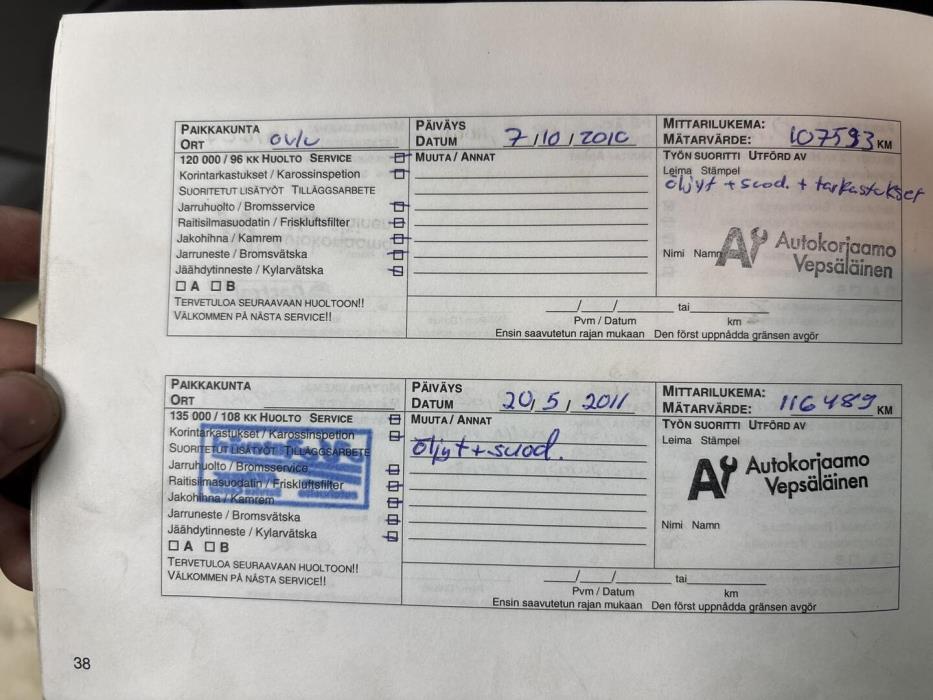 PAIKKAKUNTA
ORT
PÄIVÄYS
DATUM 7/10/2010
MITTARILUKEMA:
MÄTARVÄRDE: 107593 KM
120 000 / 96 KK HUOLTO SERVICE
MUUTA / ANNAT
TYÖN SUORITTI UTFÖRD AV
Korintarkastukset / Karossinspetion
Leima Stämpel
öljyt + suod. + tarkastukset
SUORITETUT LISÄTYÖT TILLÄGGSARBETE
Jarruhuolto / Bromsservice
Raitisilmasuodatin / Friskluftsfilter
Jakohihna / Kamrem
Jarruneste / Bromsvätska
Nimi Namn
Autokorjaamo
Vepsäläinen
Jäähdytinneste / Kylarvätska
A B
TERVETULOA SEURAAVAAN HUOLTOON!!
VÄLKOMMEN PÅ NÄSTA SERVICE!!
__/__/____ tai
Pvm / Datum km
Ensin saavutetun rajan mukaan Den först uppnådda gränsen avgör
PAIKKAKUNTA
ORT
PÄIVÄYS
DATUM 20/5/2011
MITTARILUKEMA:
MÄTARVÄRDE: 116489 KM
135 000 / 108 KK HUOLTO SERVICE
MUUTA / ANNAT
TYÖN SUORITTI UTFÖRD AV
Korintarkastukset / Karossinspetion
öljyt + suod.
Leima Stämpel
SUORITETUT LISÄTYÖT TILLÄGGSARBETE
Autokorjaamo
Vepsäläinen
Jarruhuolto / Bromsservice
Raitisilmasuodatin / Friskluftsfilter
Jakohihna / Kamrem
Jarruneste / Bromsvätska
Nimi Namn
Jäähdytinneste / Kylarvätska
A B
TERVETULOA SEURAAVAAN HUOLTOON!!
VÄLKOMMEN PÅ NÄSTA SERVICE!!
__/__/____ tai
Pvm / Datum km
Ensin saavutetun rajan mukaan Den först uppnådda gränsen avgör
38